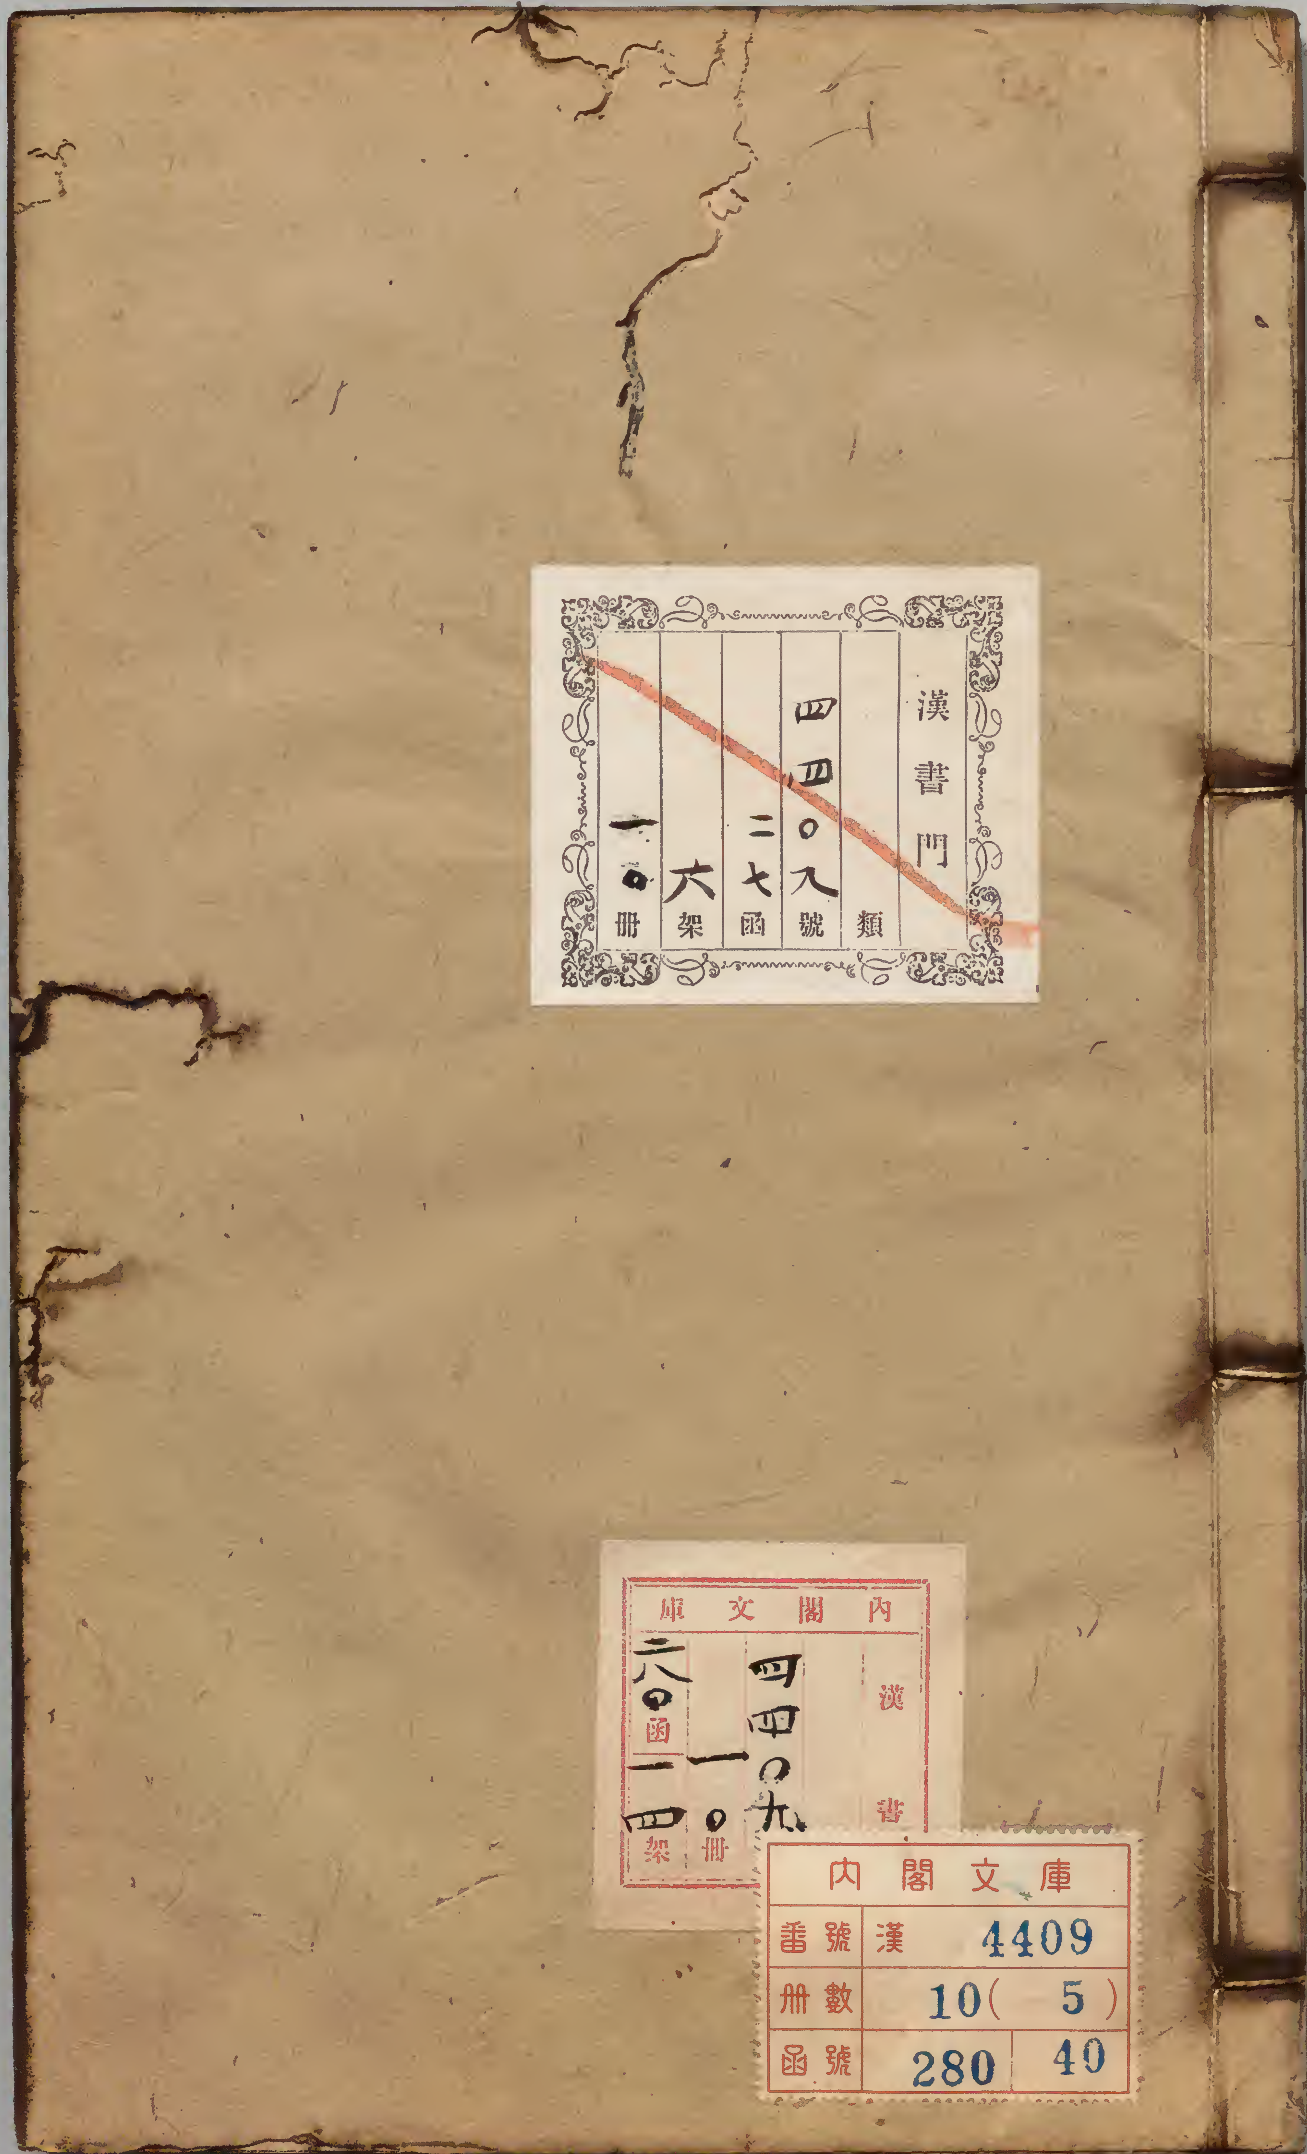 漢書門
類
四四〇八號
二七函
六架
一〇冊
內閣文庫
漢書
四四〇九
一〇冊
二八〇函
一四架
內閣文庫
番號 漢 4409
冊數 10( 5 )
函號 280 40